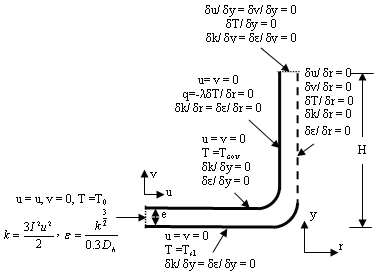 δu/ δy = δv/ δy = 0
δT/ δy = 0
δk/ δv = δε/ δv = 0
δu/ δr = 0
δv/ δr = 0
δT/ δr = 0
δk/ δr = 0
δε/ δr = 0
u= v = 0
q=-λδT/ δr = 0
δk/ δr = δε/ δr = 0
H
u = v = 0
T =Tcov
δk/ δy = 0
δε/ δy = 0
v
u
u = u, v = 0, T =T0
e
k = 3I²u²/2 , ε = k^(3/2)/0.3Dh
u = v = 0
T =Ts1
δk/ δy = δε/ δy = 0
y
r